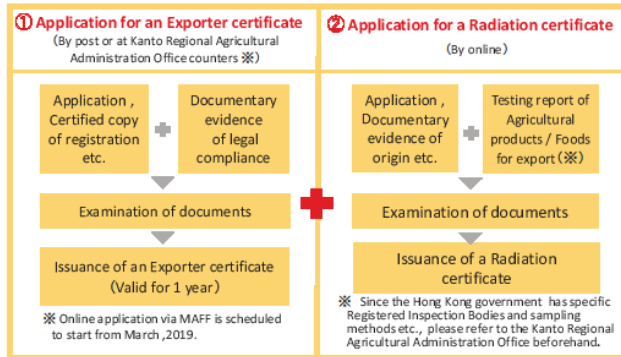 ① Application for an Exporter certificate
(By post or at Kanto Regional Agricultural
Administration Office counters ※)
Application ,
Certified copy
of registration
etc.
Documentary
evidence
of legal
compliance
Examination of documents
Issuance of an Exporter certificate
(Valid for 1 year)
※ Online application via MAFF is scheduled
to start from March ,2019.
② Application for a Radiation certificate
(By online)
Application ,
Documentary
evidence of
origin etc.
Testing report of
Agricultural
products / Foods
for export (※)
Examination of documents
Issuance of a Radiation
certificate
※ Since the Hong Kong government has specific
Registered Inspection Bodies and sampling
methods etc., please refer to the Kanto Regional
Agricultural Administration Office beforehand.